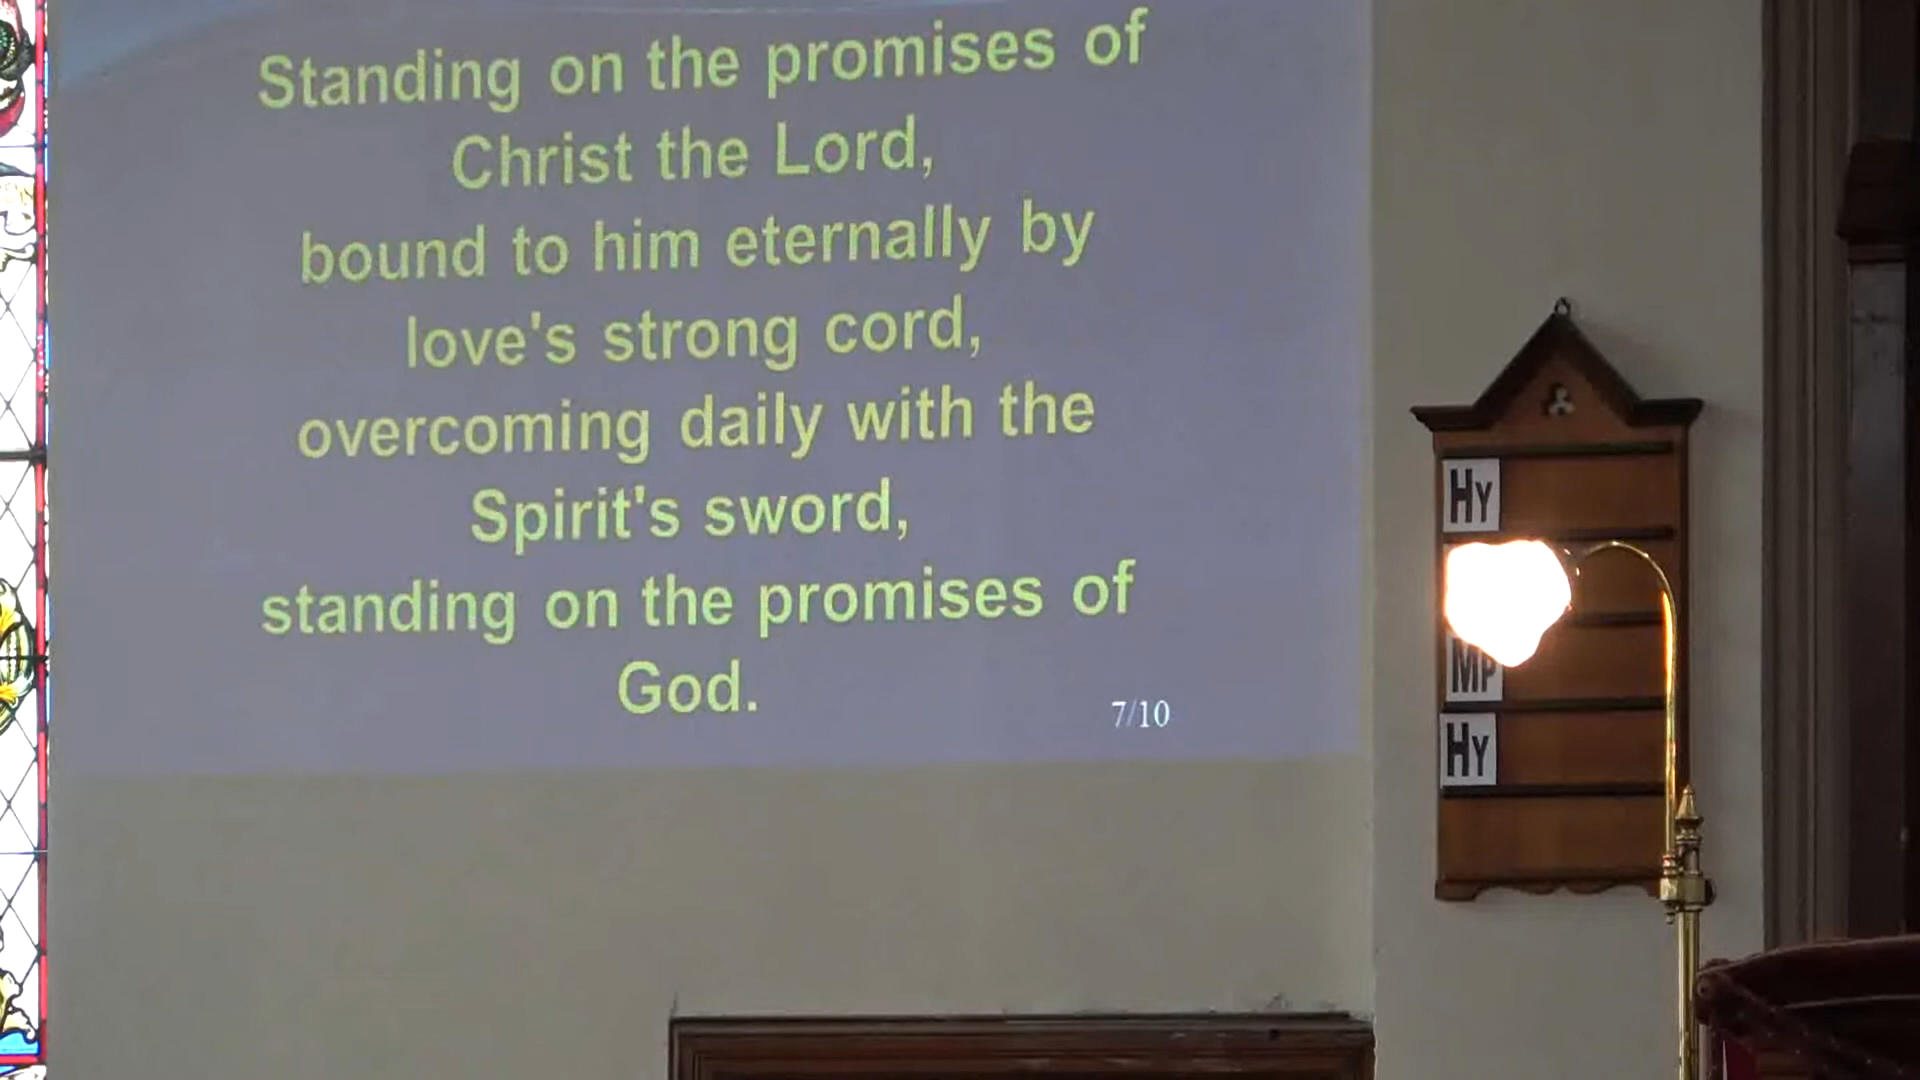 Standing on the promises of
Christ the Lord,
bound to him eternally by
love's strong cord,
overcoming daily with the
Spirit's sword,
standing on the promises of
God.
7/10
Hy
MP
Hy